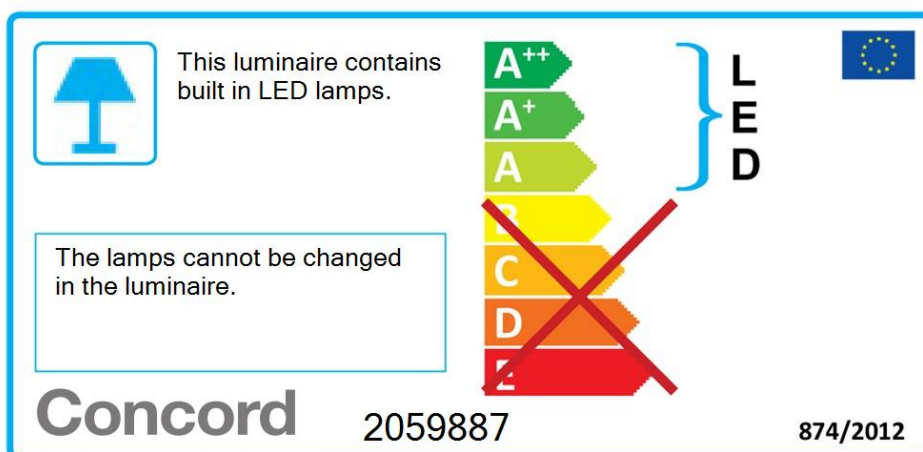 This luminaire contains
built in LED lamps.
The lamps cannot be changed
in the luminaire.
A++
A+
A
B
C
D
E
L
E
D
Concord
2059887
874/2012